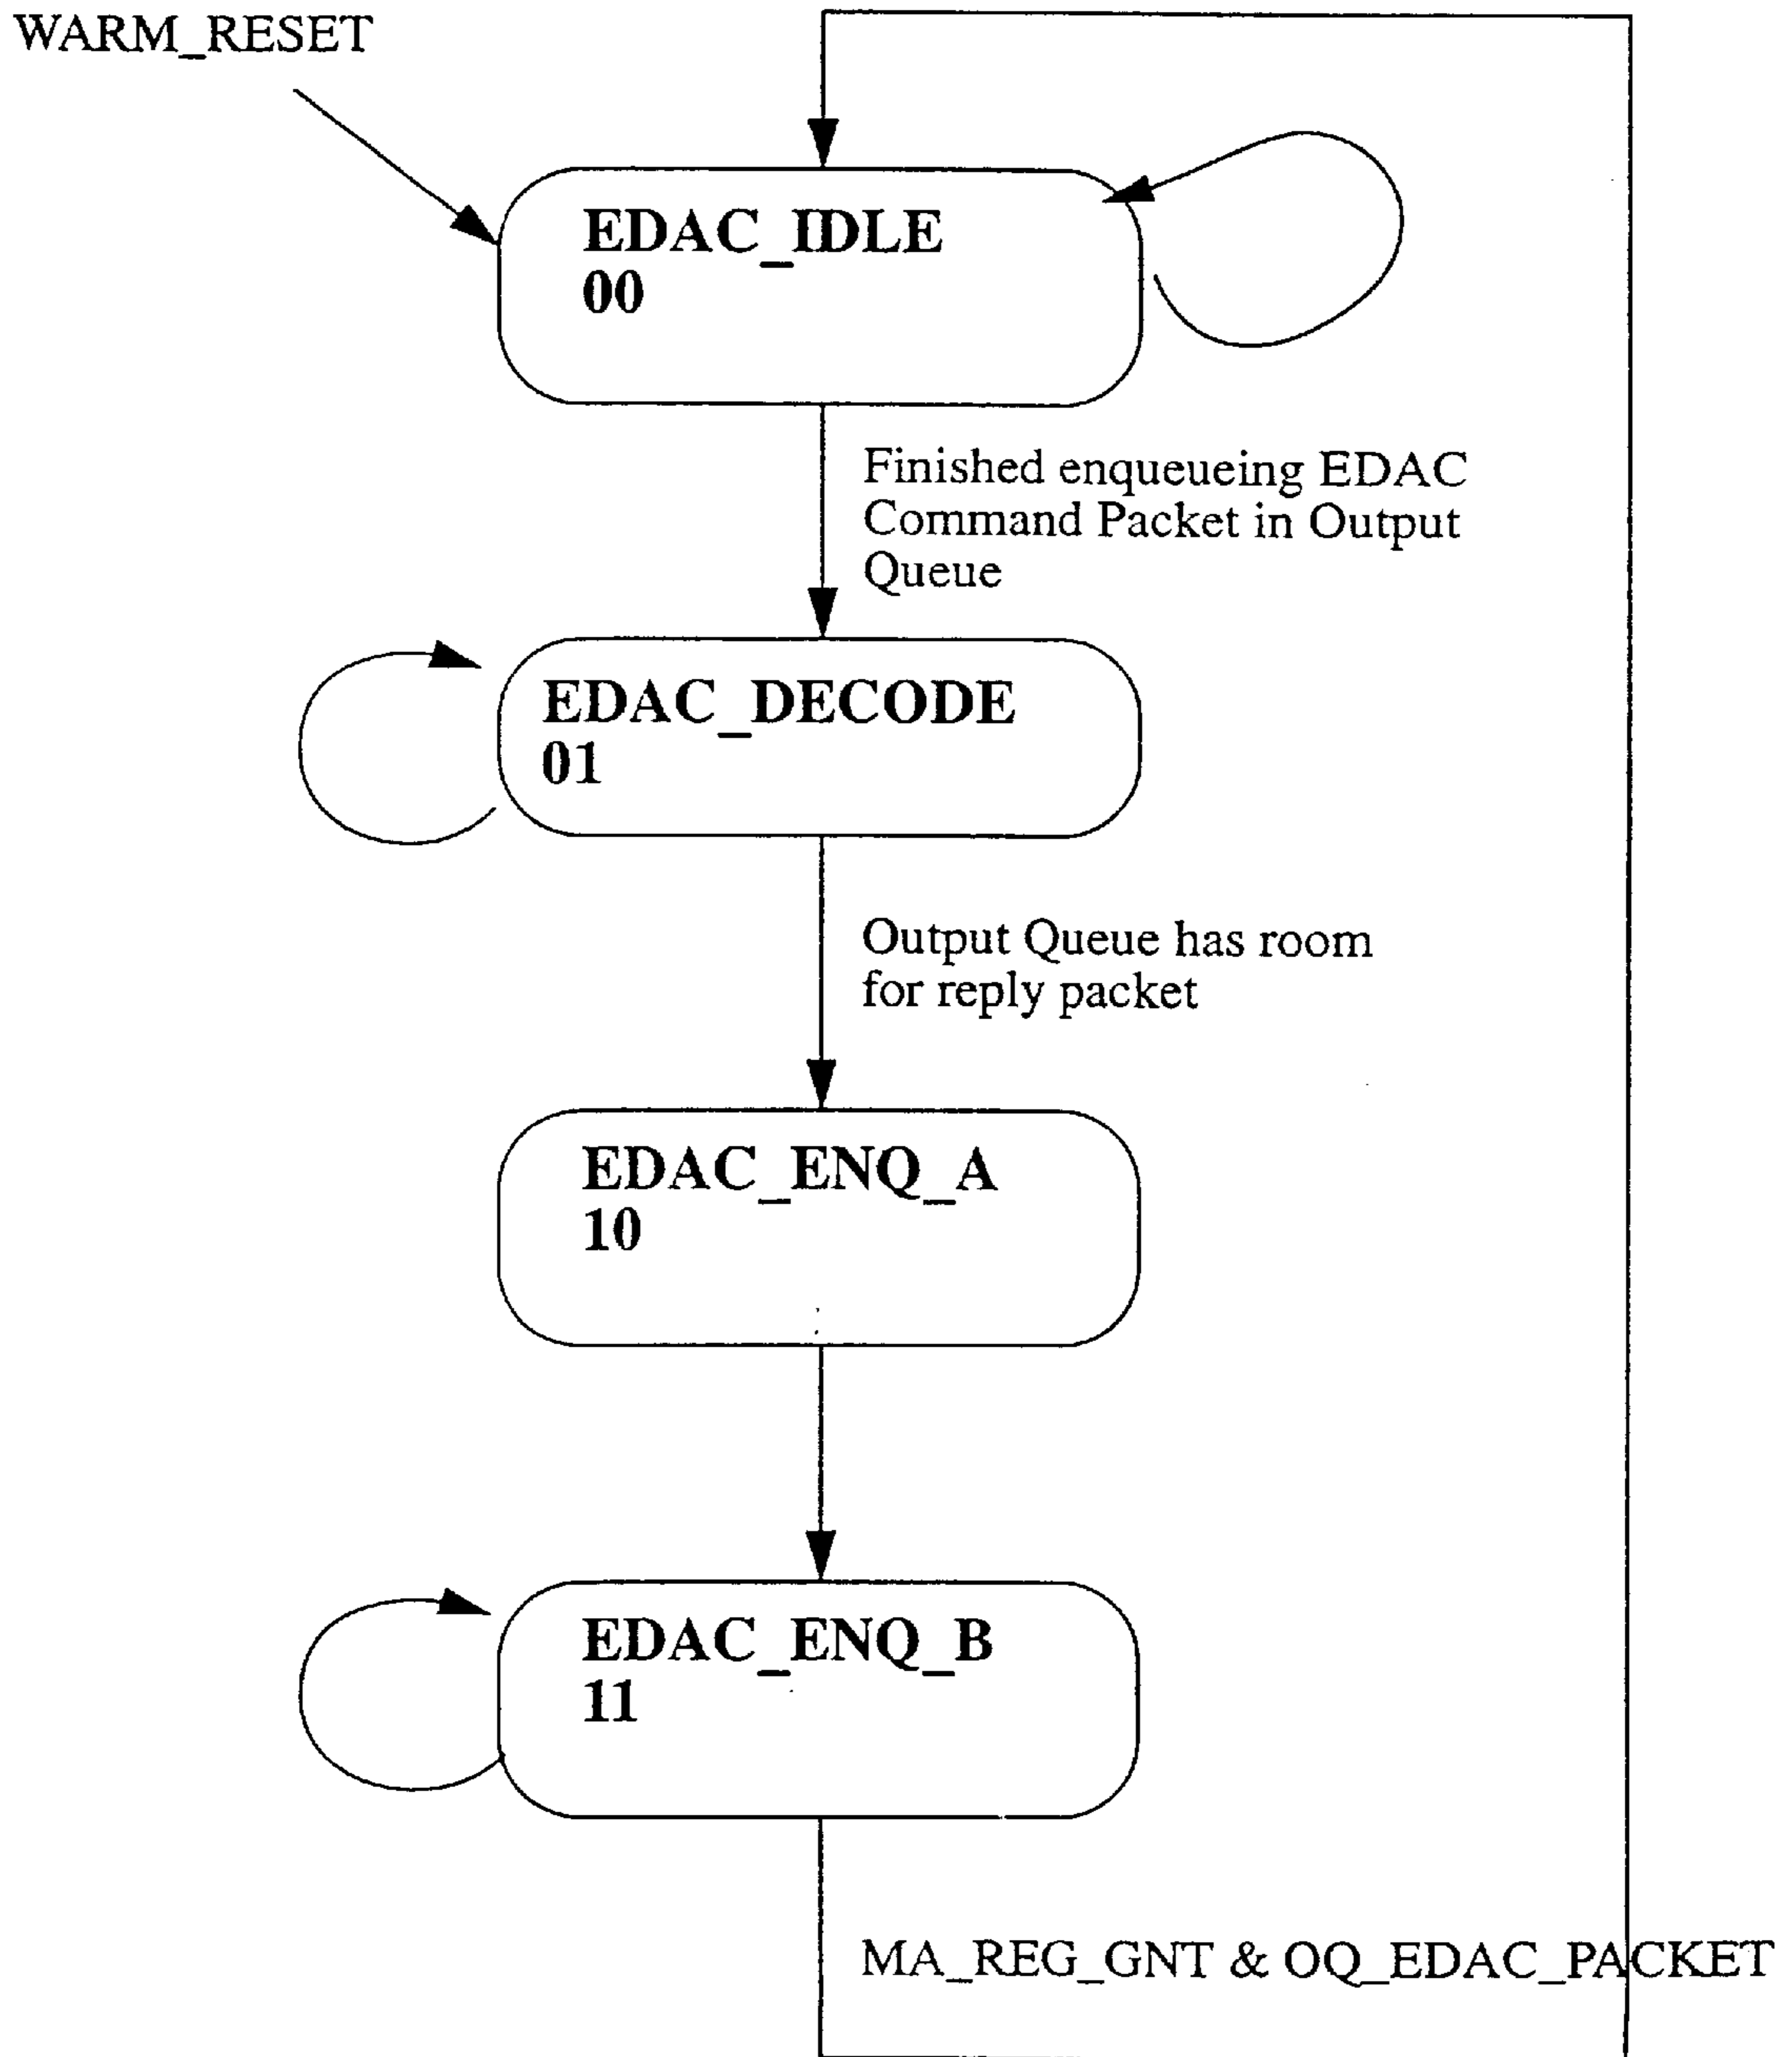 WARM_RESET
EDAC_IDLE
00
Finished enqueueing EDAC
Command Packet in Output
Queue
EDAC_DECODE
01
Output Queue has room
for reply packet
EDAC_ENQ_A
10
EDAC_ENQ_B
11
MA_REG_GNT & OQ_EDAC_PACKET